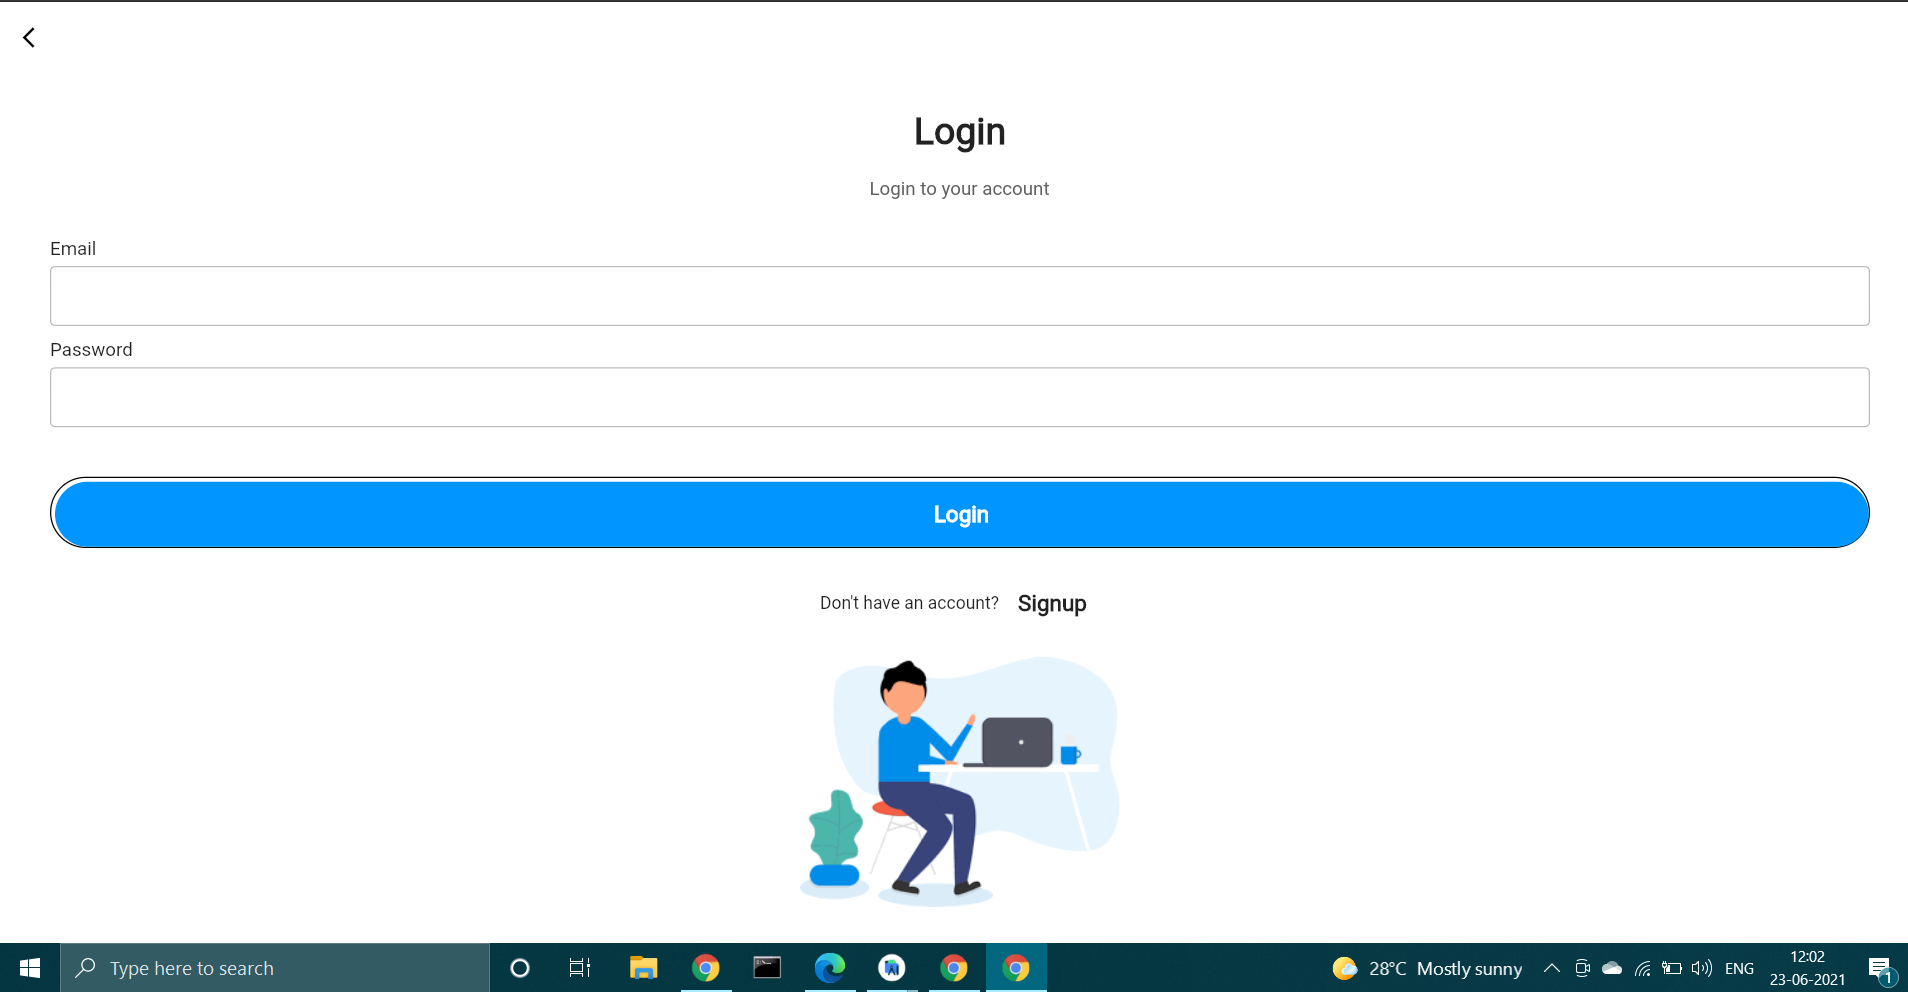 Login
Login to your account
Email
Password
Login
Don't have an account? Signup
Type here to search
28°C Mostly sunny
ENG
12:02
23-06-2021
1